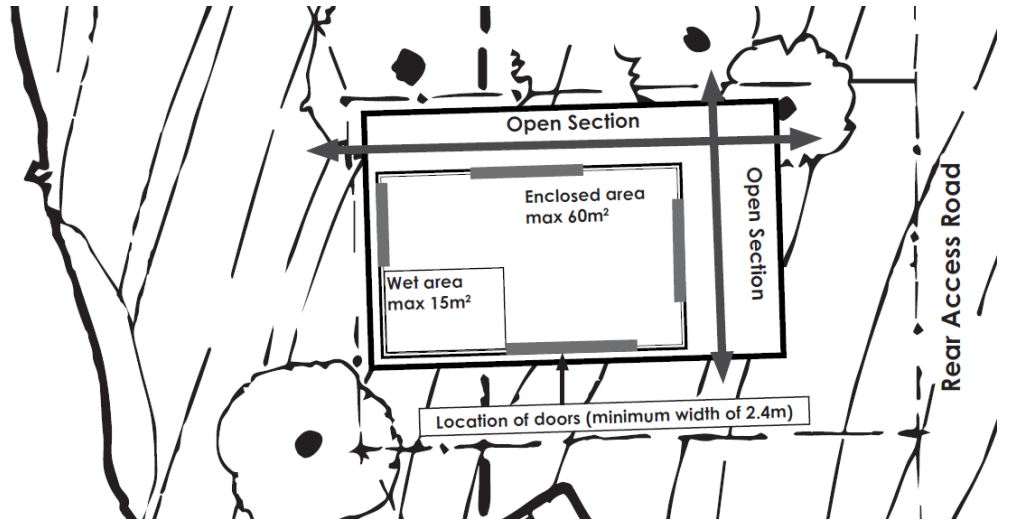 Open Section
Enclosed area
max 60m²
Open Section
Wet area
max 15m²
Rear Access Road
Location of doors (minimum width of 2.4m)